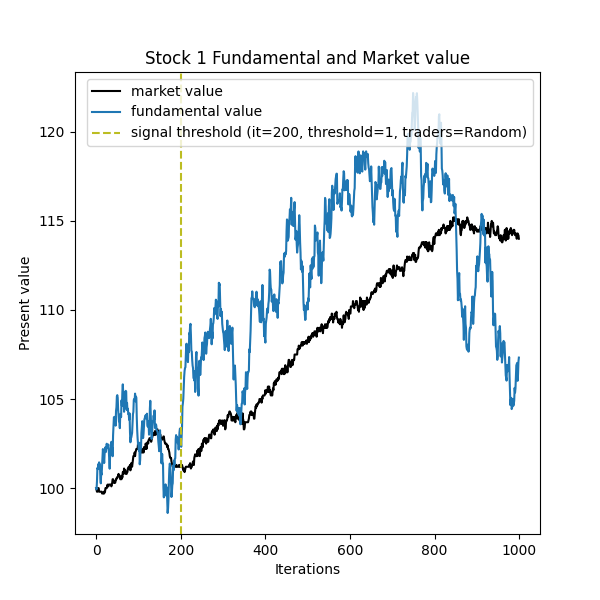 Stock 1 Fundamental and Market value
market value
fundamental value
signal threshold (it=200, threshold=1, traders=Random)
120
115
110
105
100
Present value
0 200 400 600 800 1000
Iterations